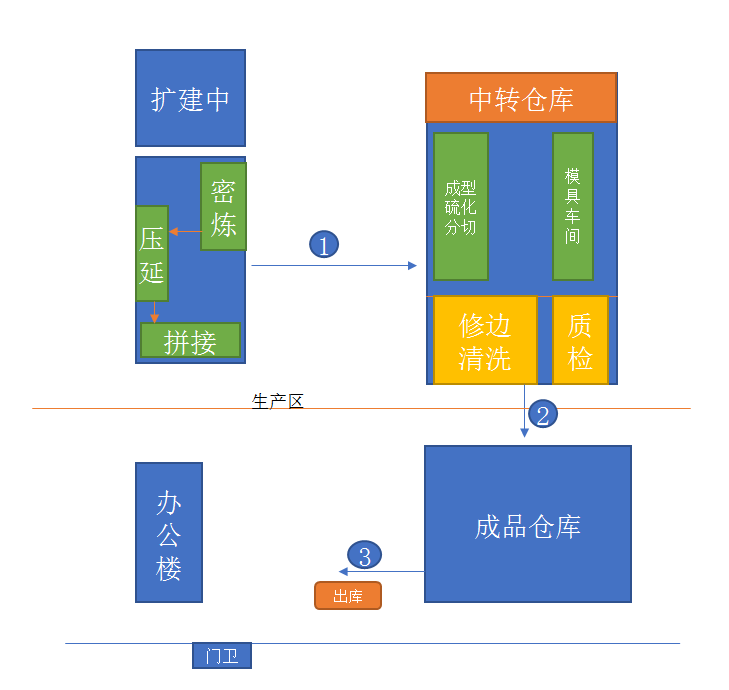 扩建中
中转仓库
密
炼
压
延
拼接
1
成型
硫化
分切
模
具
车
间
修边
清洗
质
检
生产区
2
办
公
楼
成品仓库
3
出库
门卫